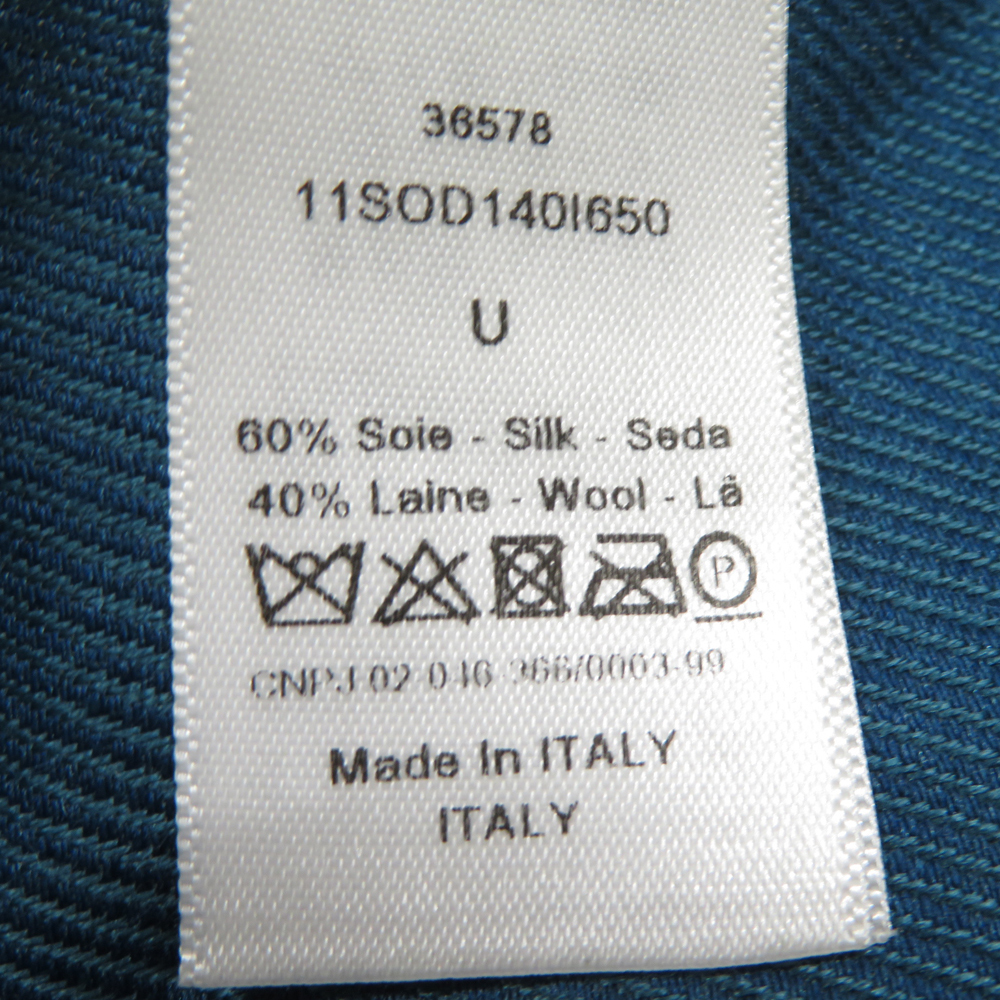 36578
11SOD140I650
U
60% Soie - Silk - Seda
40% Laine - Wool - Lã
P
CNPJ 02 046 366/0003-99
Made In ITALY
ITALY